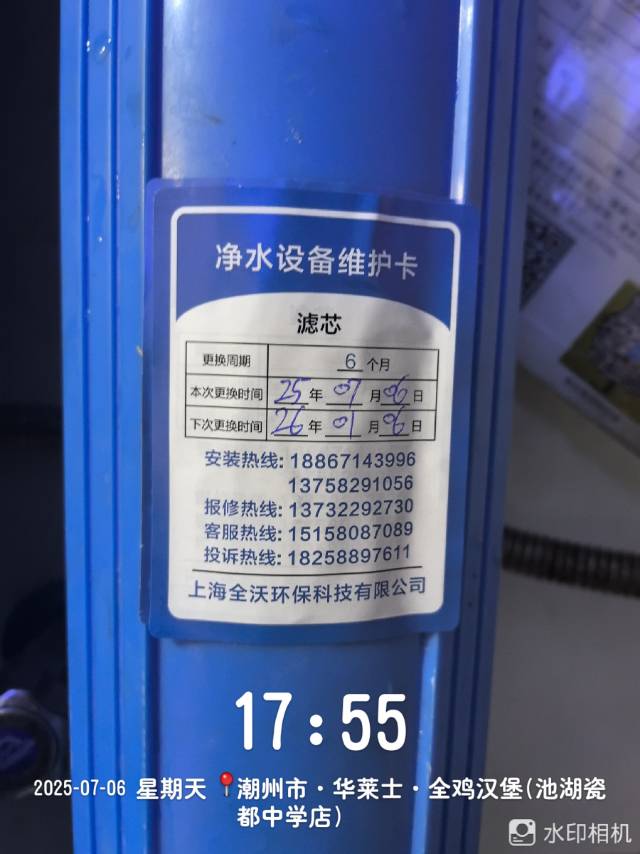 净水设备维护卡
滤芯
更换周期 6 个月
本次更换时间 25 年 07 月 06 日
下次更换时间 26 年 01 月 06 日
安装热线: 18867143996
13758291056
报修热线: 13732292730
客服热线: 15158087089
投诉热线: 18258897611
上海全沃环保科技有限公司
17:55
2025-07-06 星期天 潮州市·华莱士·全鸡汉堡(池湖瓷
都中学店)
水印相机